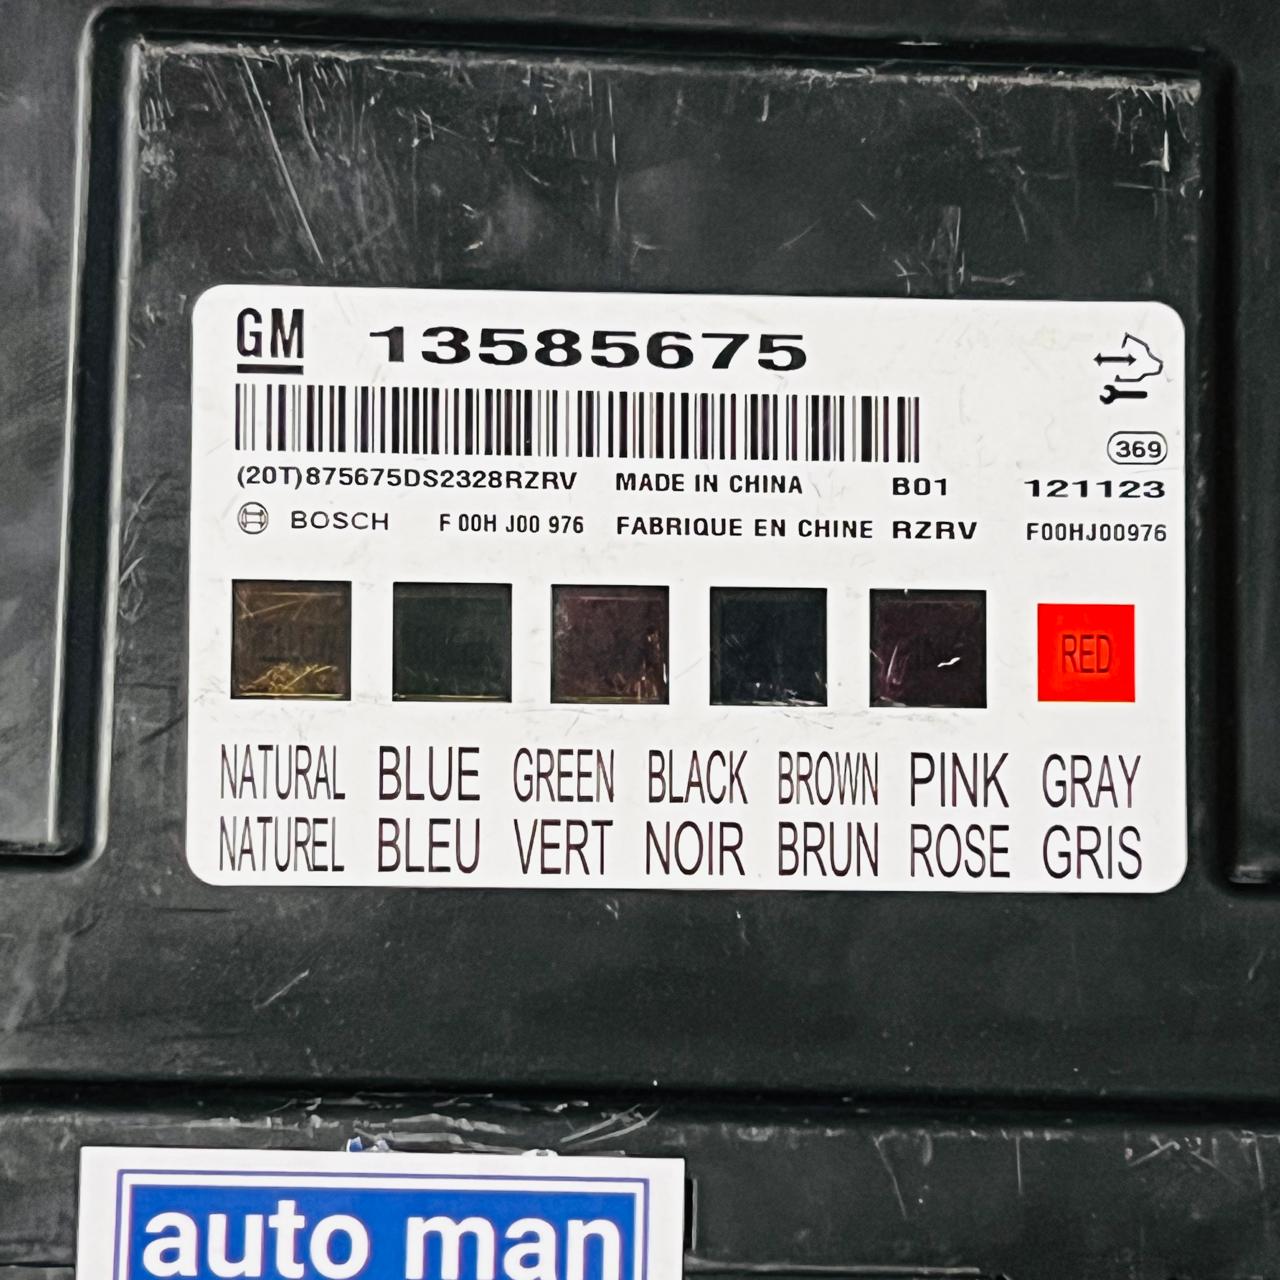 GM 13585675
369
(20T)875675DS2328RZRV MADE IN CHINA B01 121123
BOSCH F 00H J00 976 FABRIQUE EN CHINE RZRV F00HJ00976
RED
NATURAL BLUE GREEN BLACK BROWN PINK GRAY
NATUREL BLEU VERT NOIR BRUN ROSE GRIS
auto man